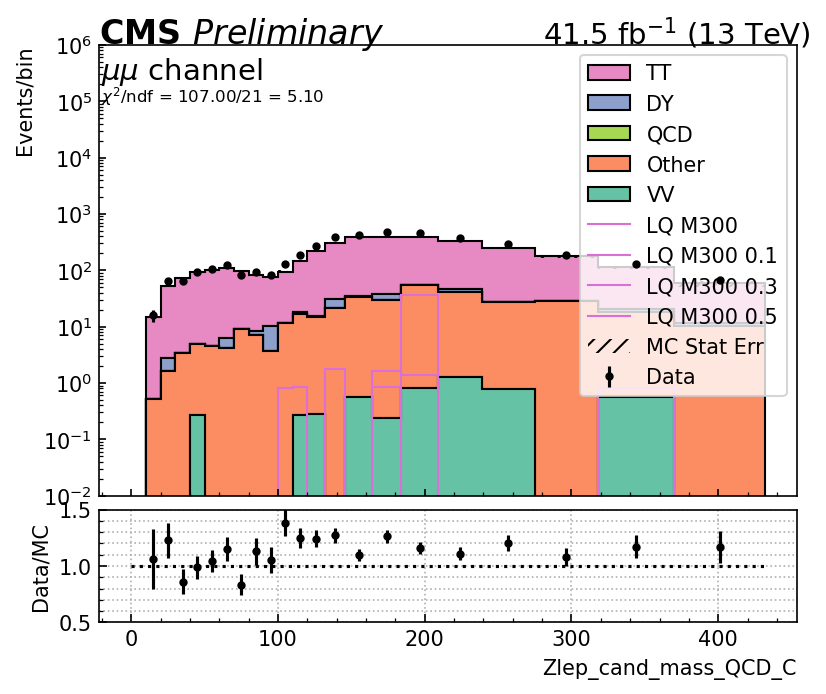 CMS Preliminary 41.5 fb⁻¹ (13 TeV)
μμ channel
χ²/ndf = 107.00/21 = 5.10
Events/bin
10⁶
10⁵
10⁴
10³
10²
10¹
10⁰
10⁻¹
10⁻²
TT
DY
QCD
Other
VV
LQ M300
LQ M300 0.1
LQ M300 0.3
LQ M300 0.5
MC Stat Err
Data
Data/MC
1.5
1.0
0.5
0 100 200 300 400
Zlep_cand_mass_QCD_C